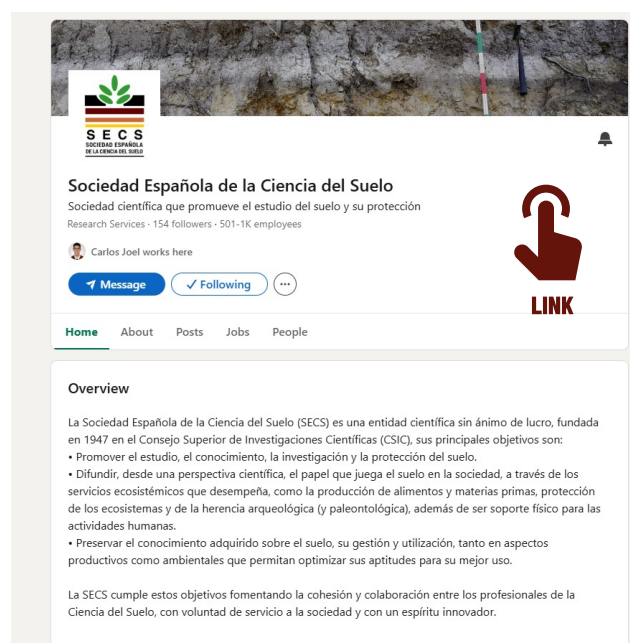 SECS
SOCIEDAD ESPAÑOLA
DE LA CIENCIA DEL SUELO
Sociedad Española de la Ciencia del Suelo
Sociedad científica que promueve el estudio del suelo y su protección
Research Services · 154 followers · 501-1K employees
Carlos Joel works here
Message
Following
LINK
Home About Posts Jobs People
Overview
La Sociedad Española de la Ciencia del Suelo (SECS) es una entidad científica sin ánimo de lucro, fundada
en 1947 en el Consejo Superior de Investigaciones Científicas (CSIC), sus principales objetivos son:
• Promover el estudio, el conocimiento, la investigación y la protección del suelo.
• Difundir, desde una perspectiva científica, el papel que juega el suelo en la sociedad, a través de los
servicios ecosistémicos que desempeña, como la producción de alimentos y materias primas, protección
de los ecosistemas y de la herencia arqueológica (y paleontológica), además de ser soporte físico para las
actividades humanas.
• Preservar el conocimiento adquirido sobre el suelo, su gestión y utilización, tanto en aspectos
productivos como ambientales que permitan optimizar sus aptitudes para su mejor uso.
La SECS cumple estos objetivos fomentando la cohesión y colaboración entre los profesionales de la
Ciencia del Suelo, con voluntad de servicio a la sociedad y con un espíritu innovador.